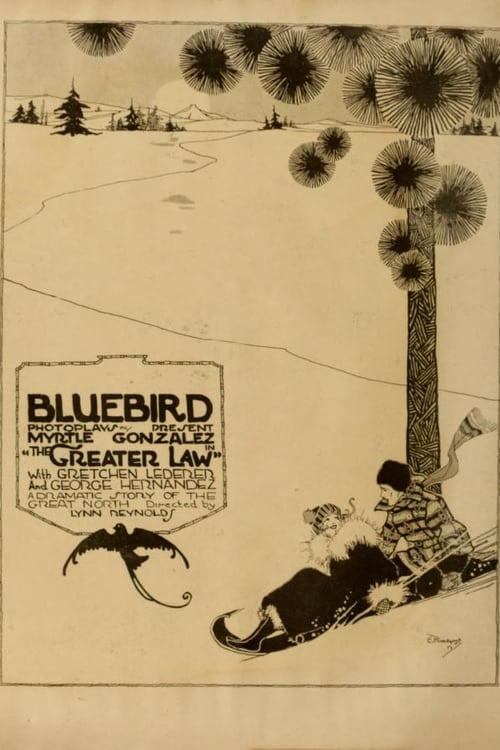 BLUEBIRD
PHOTOPLAYS INC PRESENT
MYRTLE GONZALEZ IN
"THE GREATER LAW"
With GRETCHEN LEDERER
And GEORGE HERNANDEZ
A DRAMATIC STORY OF THE
GREAT NORTH Directed by
LYNN REYNOLDS